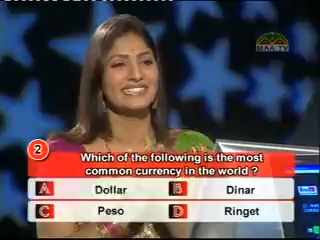 MAA TV
2
Which of the following is the most
common currency in the world ?
A Dollar
B Dinar
C Peso
D Ringet